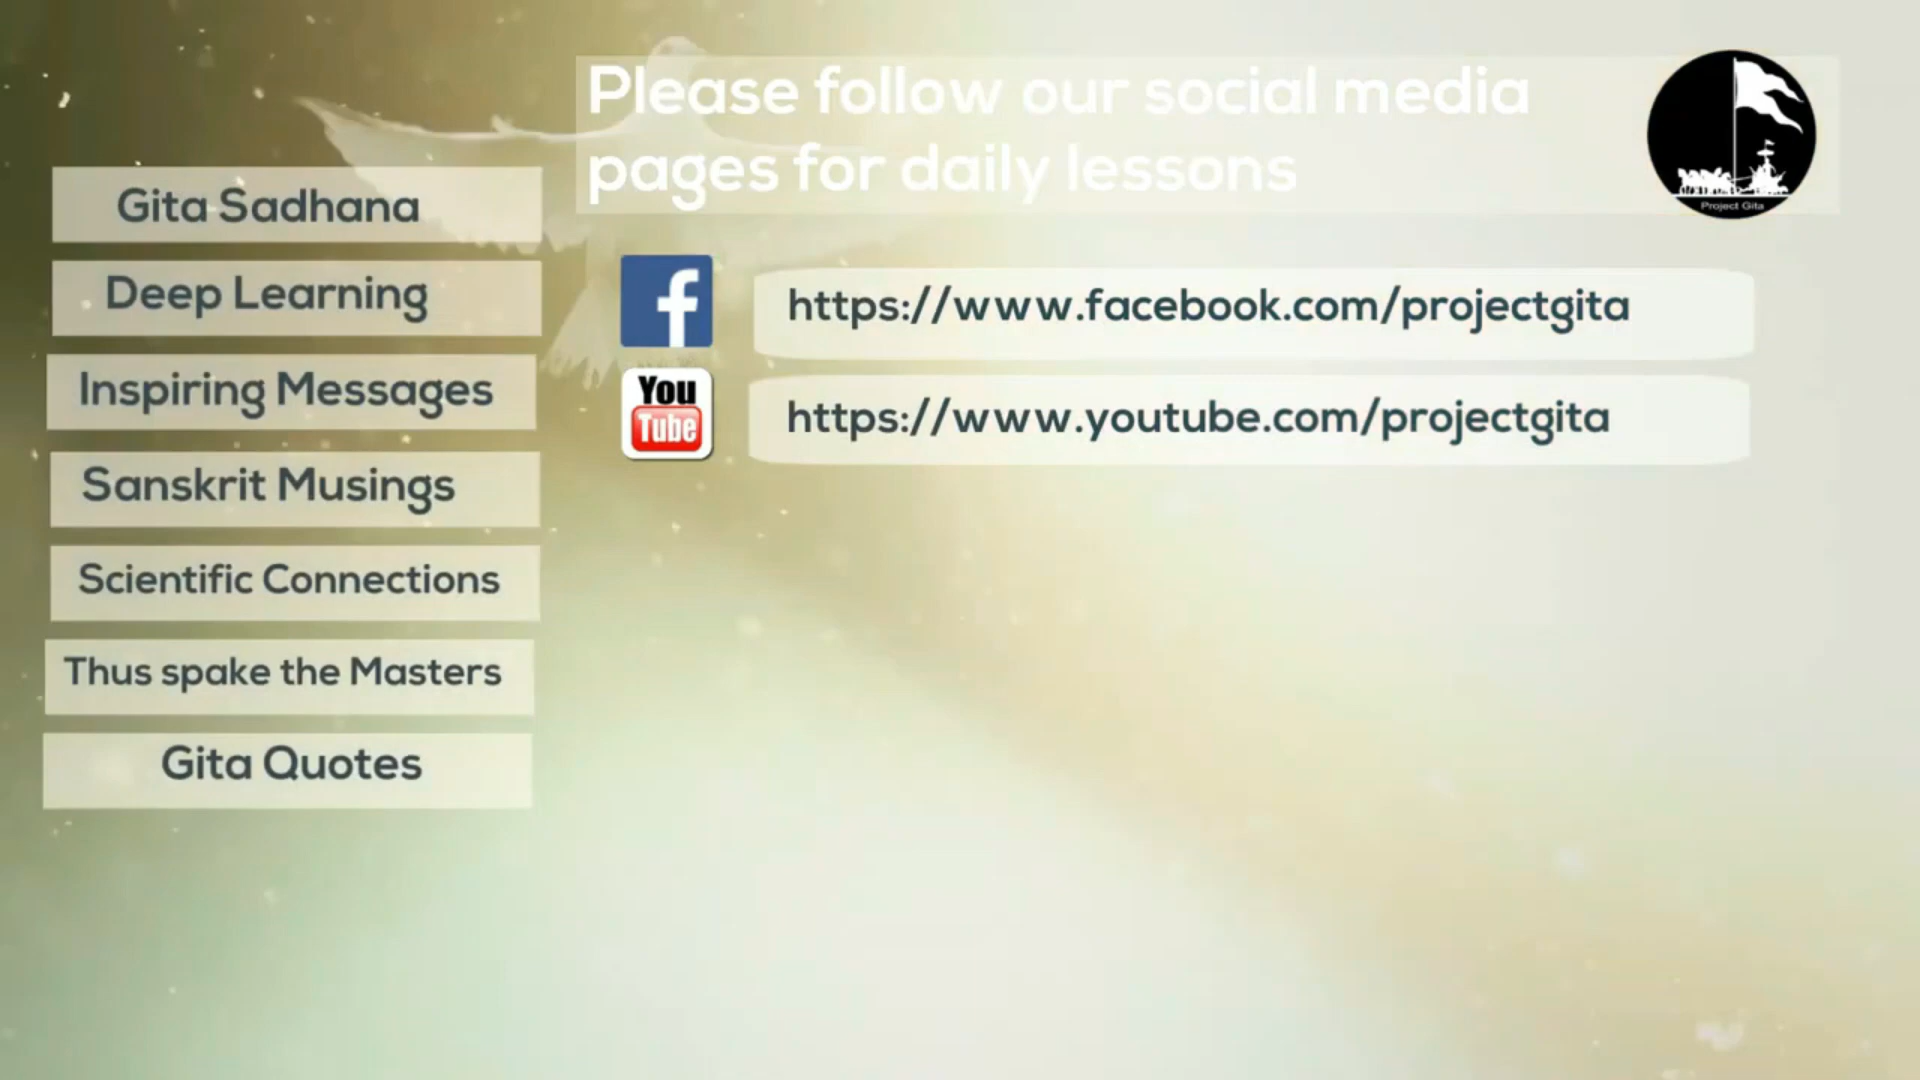 Please follow our social media
pages for daily lessons
Project Gita
Gita Sadhana
Deep Learning
Inspiring Messages
Sanskrit Musings
Scientific Connections
Thus spake the Masters
Gita Quotes
https://www.facebook.com/projectgita
You
Tube
https://www.youtube.com/projectgita